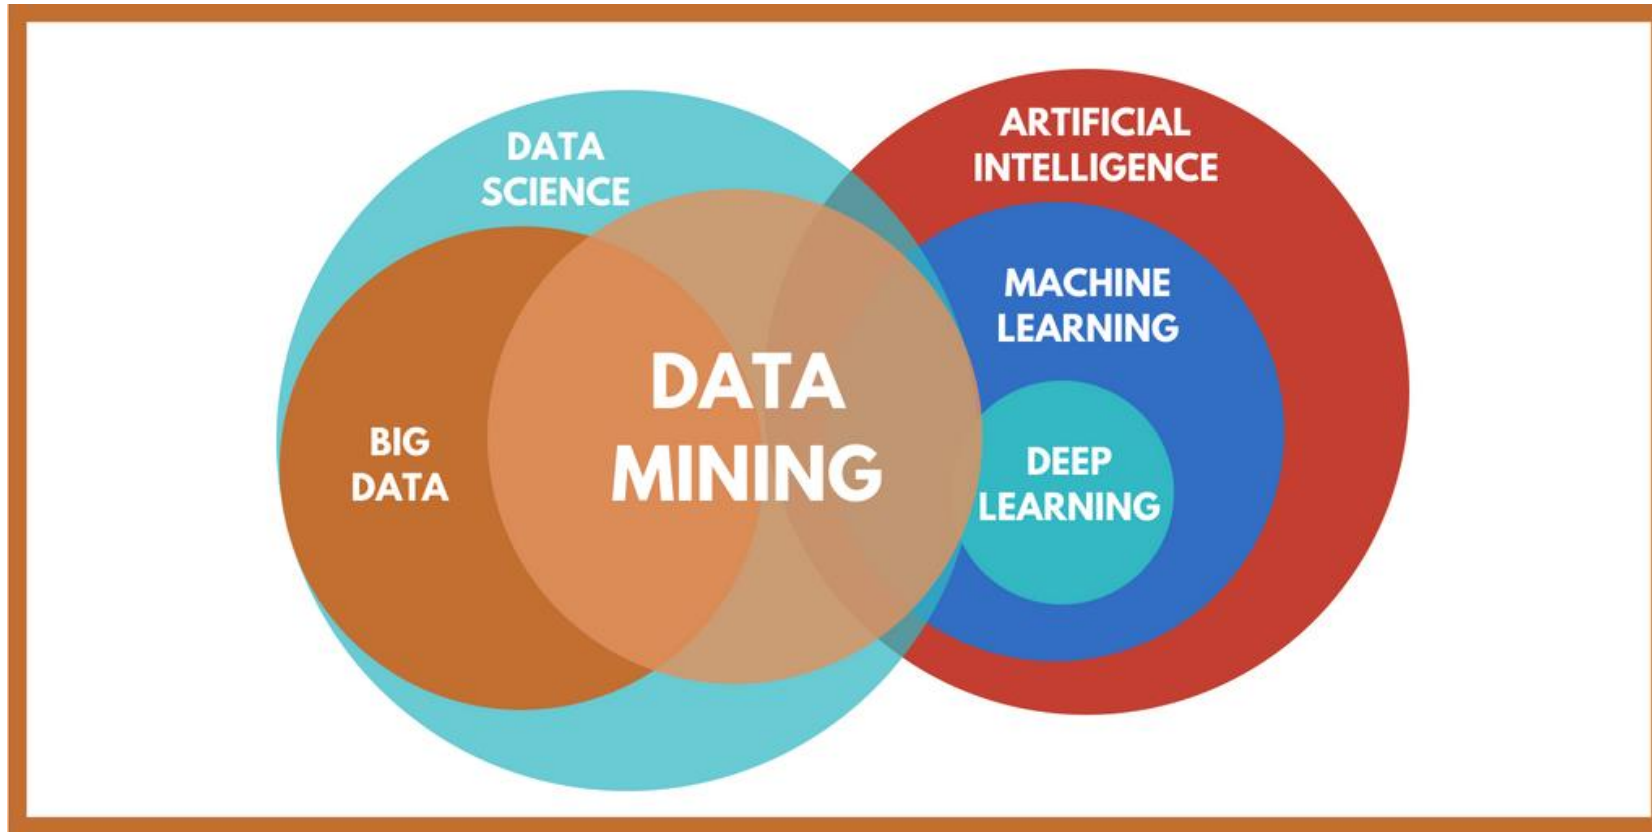 DATA
SCIENCE
BIG
DATA
DATA
MINING
ARTIFICIAL
INTELLIGENCE
MACHINE
LEARNING
DEEP
LEARNING